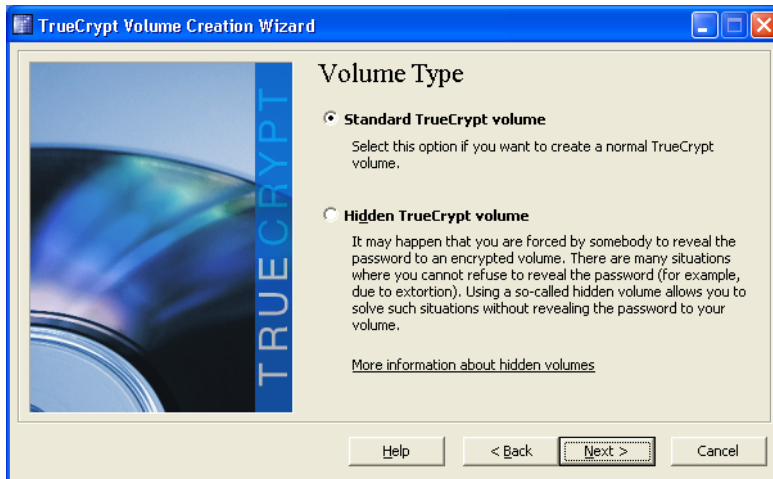 TrueCrypt Volume Creation Wizard
TRUECRYPT
Volume Type
Standard TrueCrypt volume
Select this option if you want to create a normal TrueCrypt
volume.
Hidden TrueCrypt volume
It may happen that you are forced by somebody to reveal the
password to an encrypted volume. There are many situations
where you cannot refuse to reveal the password (for example,
due to extortion). Using a so-called hidden volume allows you to
solve such situations without revealing the password to your
volume.
More information about hidden volumes
Help
< Back
Next >
Cancel